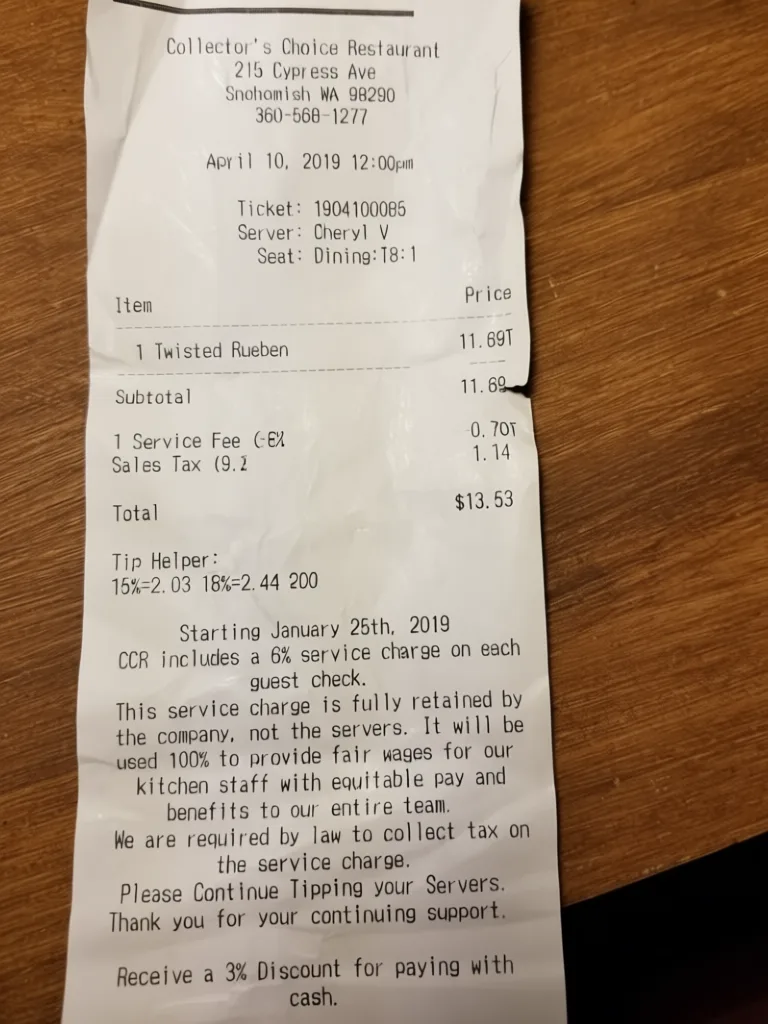 Collector's Choice Restaurant
215 Cypress Ave
Snohomish WA 98290
360-568-1277
April 10, 2019 12:00pm
Ticket: 1904100085
Server: Cheryl V
Seat: Dining:T8:1
Item Price
1 Twisted Rueben 11.69T
Subtotal 11.69
1 Service Fee 0.70T
Sales Tax (9.2 1.14
Total $13.53
Tip Helper:
15%=2.03 18%=2.44 200
Starting January 25th, 2019
CCR includes a 6% service charge on each
guest check.
This service charge is fully retained by
the company, not the servers. It will be
used 100% to provide fair wages for our
kitchen staff with equitable pay and
benefits to our entire team.
We are required by law to collect tax on
the service charge.
Please Continue Tipping your Servers.
Thank you for your continuing support.
Receive a 3% Discount for paying with
cash.